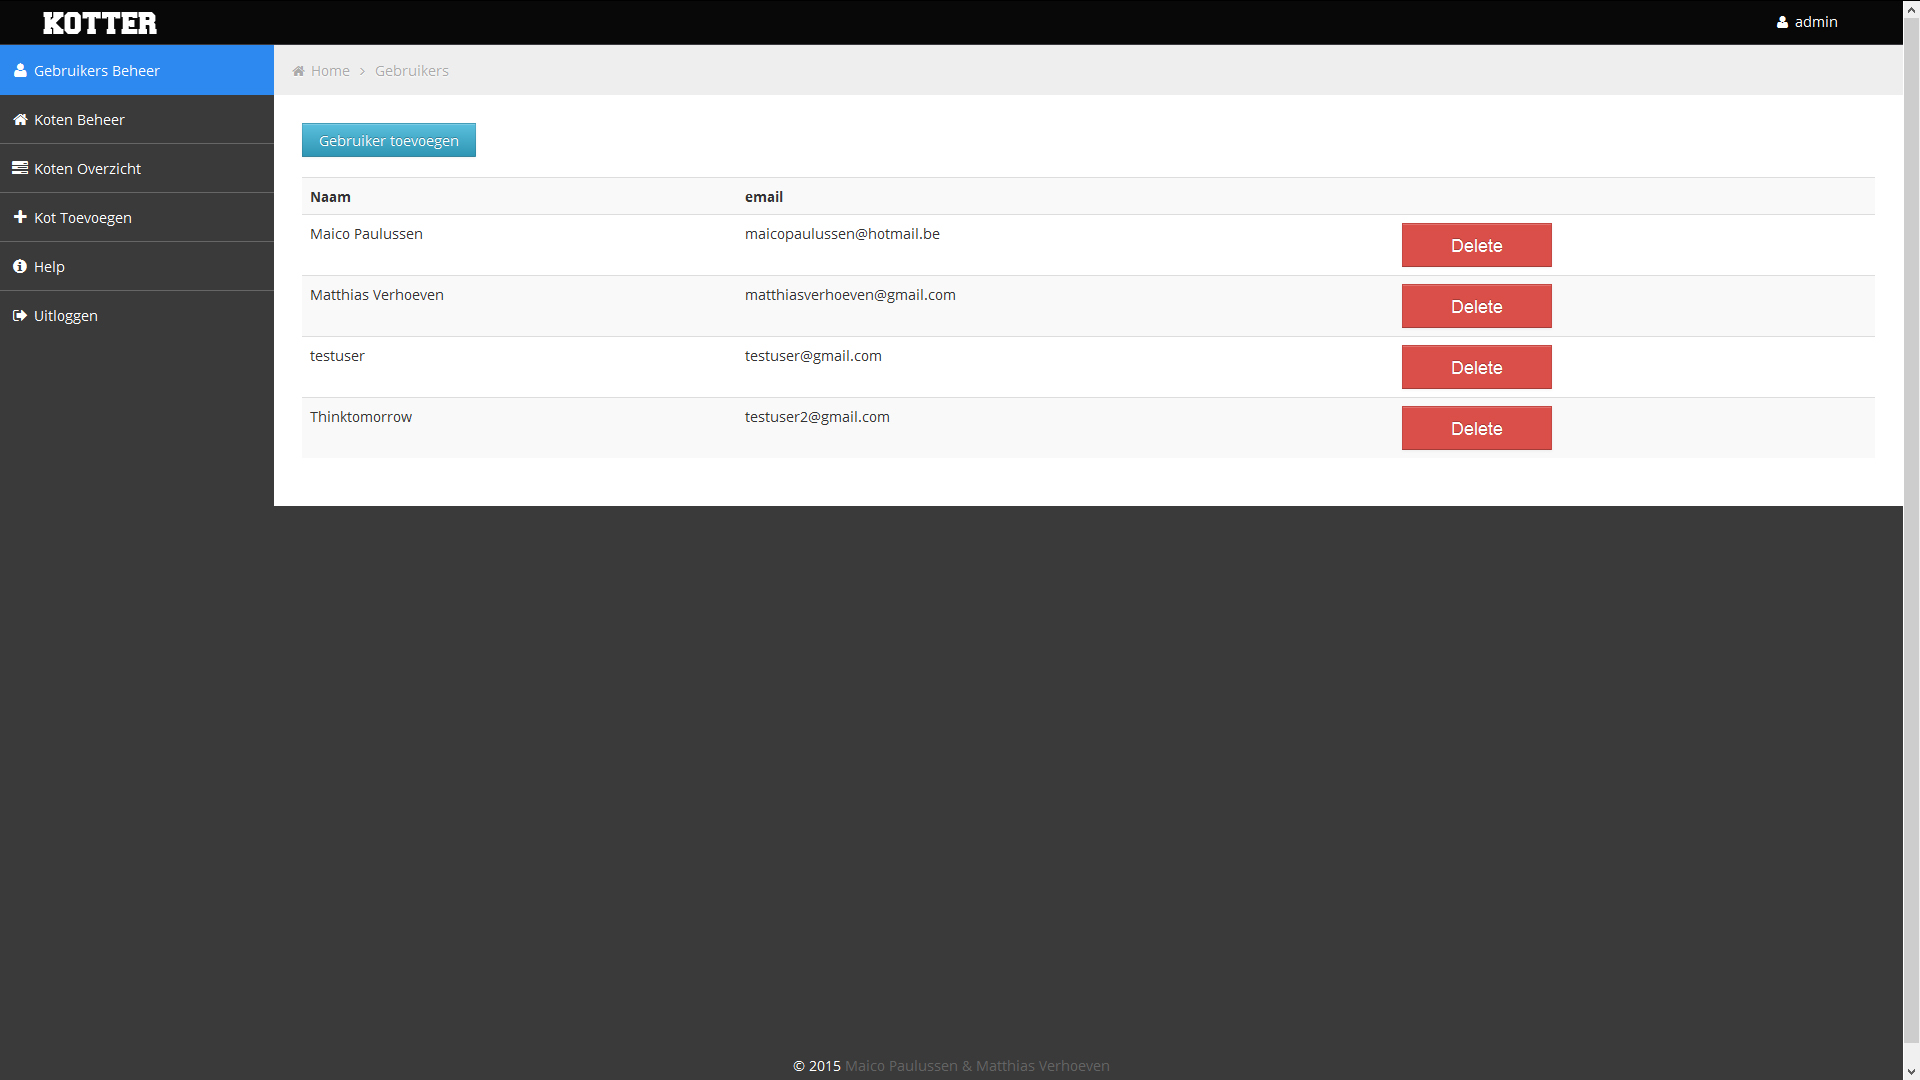 KOTTER
admin
Gebruikers Beheer
Koten Beheer
Koten Overzicht
Kot Toevoegen
Help
Uitloggen
Home > Gebruikers
Gebruiker toevoegen
Naam email
Maico Paulussen maicopaulussen@hotmail.be Delete
Matthias Verhoeven matthiasverhoeven@gmail.com Delete
testuser testuser@gmail.com Delete
Thinktomorrow testuser2@gmail.com Delete
© 2015 Maico Paulussen & Matthias Verhoeven